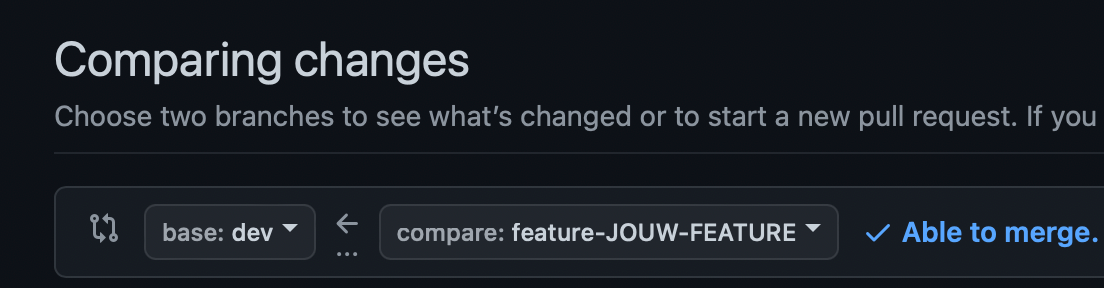 Comparing changes
Choose two branches to see what’s changed or to start a new pull request. If you
base: dev
compare: feature-JOUW-FEATURE
Able to merge.